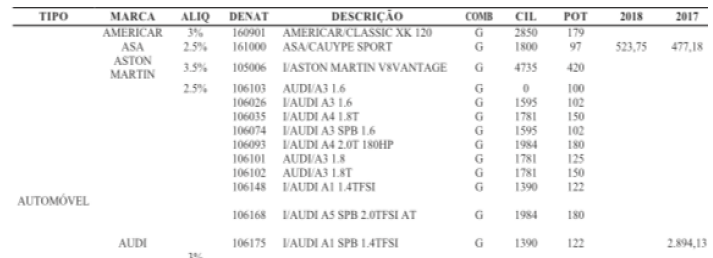 TIPO MARCA ALIQ DENAT DESCRIÇÃO COMB CIL POT 2018 2017
AMERICAR 3% 160901 AMERICAR/CLASSIC XK 120 G 2850 179
ASA 2.5% 161000 ASA/CAUYPE SPORT G 1800 97 523,75 477,18
ASTON MARTIN 3.5% 105006 I/ASTON MARTIN V8VANTAGE G 4735 420
2.5% 106103 AUDI/A3 1.6 G 0 100
106026 I/AUDI A3 1.6 G 1595 102
106035 I/AUDI A4 1.8T G 1781 150
106074 I/AUDI A3 SPB 1.6 G 1595 102
106093 I/AUDI A4 2.0T 180HP G 1984 180
106101 AUDI/A3 1.8 G 1781 125
106102 AUDI/A3 1.8T G 1781 150
106148 I/AUDI A1 1.4TFSI G 1390 122
AUTOMÓVEL
106168 I/AUDI A5 SPB 2.0TFSI AT G 1984 180
AUDI 106175 I/AUDI A1 SPB 1.4TFSI G 1390 122 2.894,13
3%